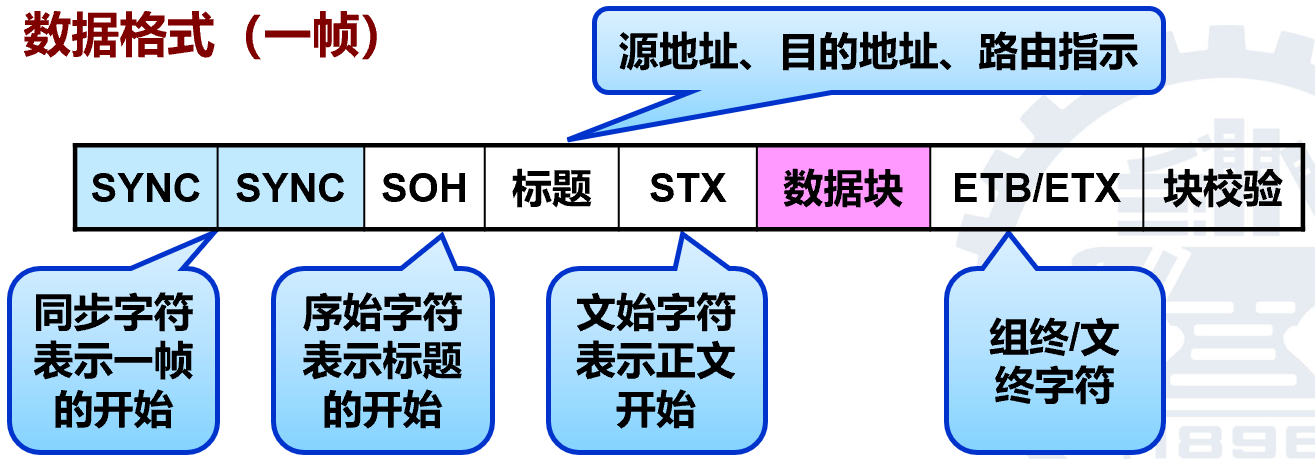 数据格式（一帧）
源地址、目的地址、路由指示
SYNC SYNC SOH 标题 STX 数据块 ETB/ETX 块校验
同步字符
表示一帧
的开始
序始字符
表示标题
的开始
文始字符
表示正文
开始
组终/文
终字符
1896